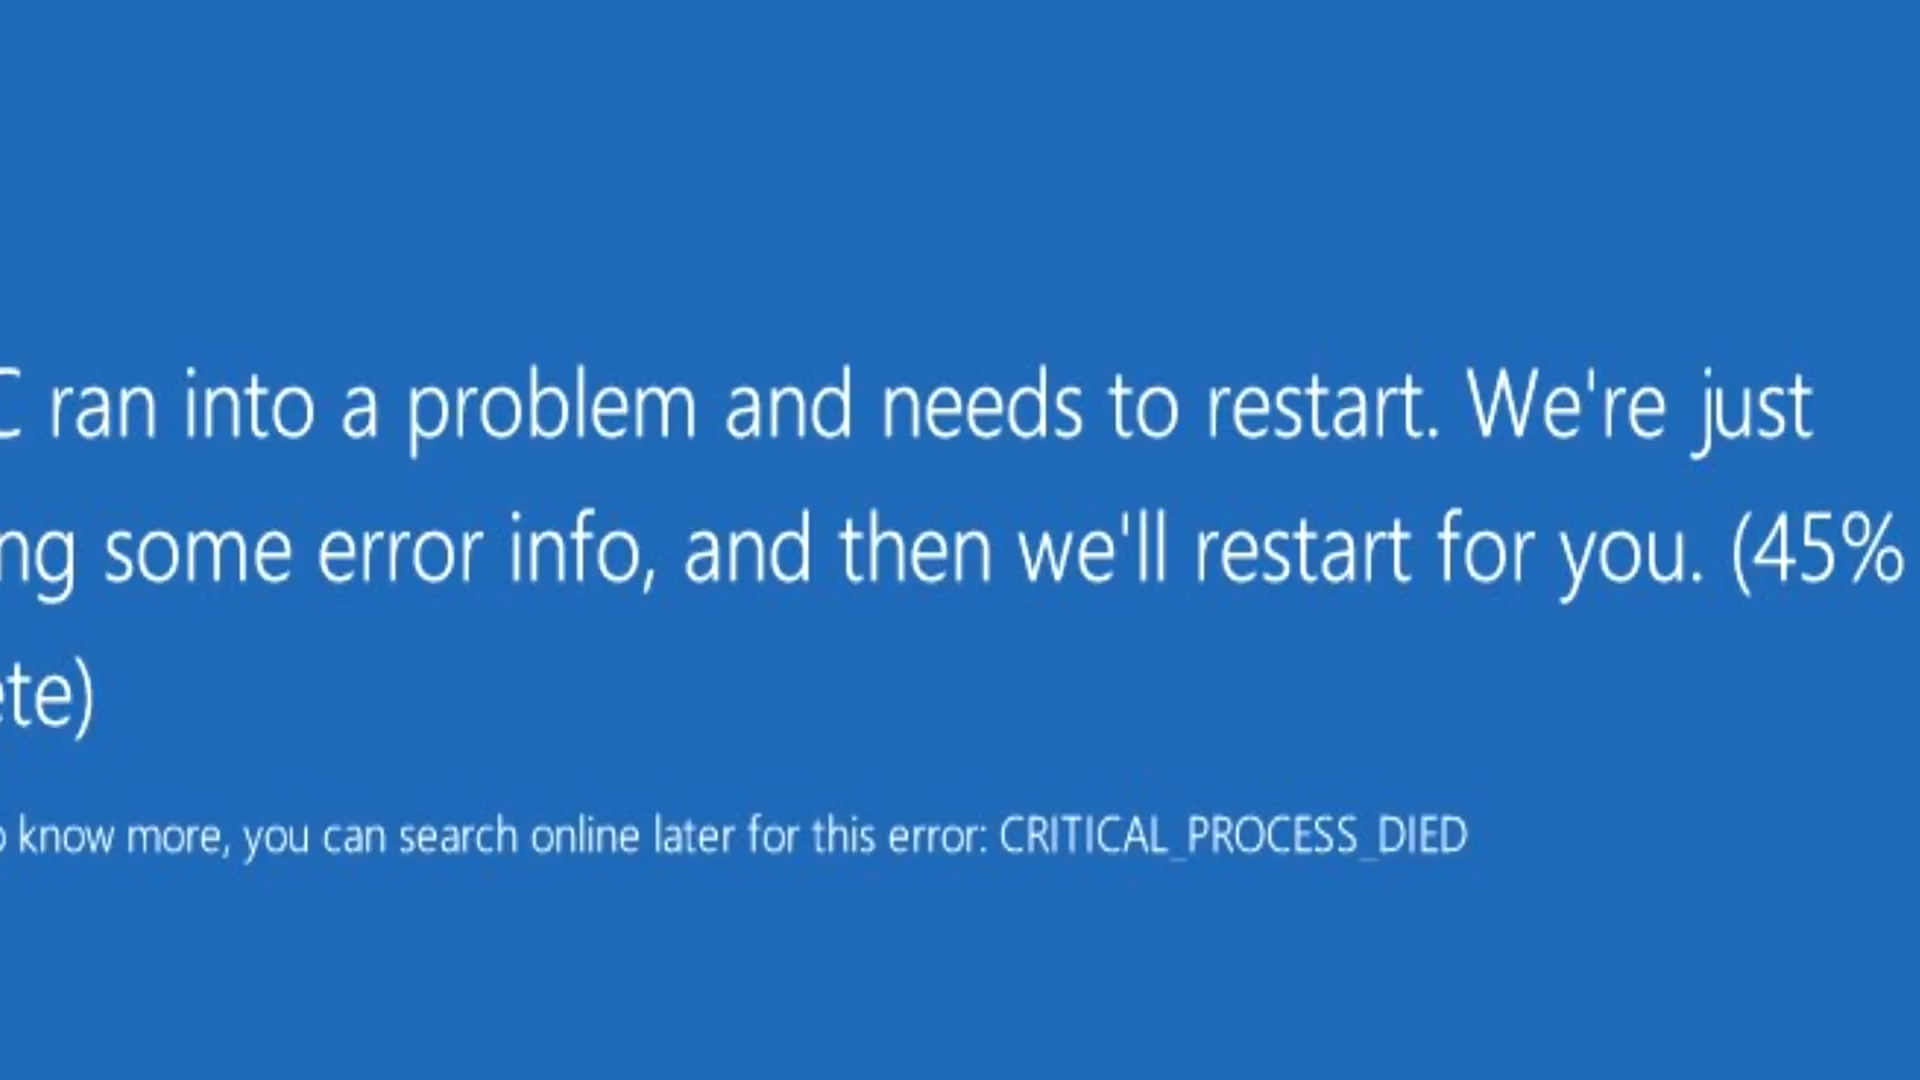 C ran into a problem and needs to restart. We're just
ng some error info, and then we'll restart for you. (45%
ete)
o know more, you can search online later for this error: CRITICAL_PROCESS_DIED